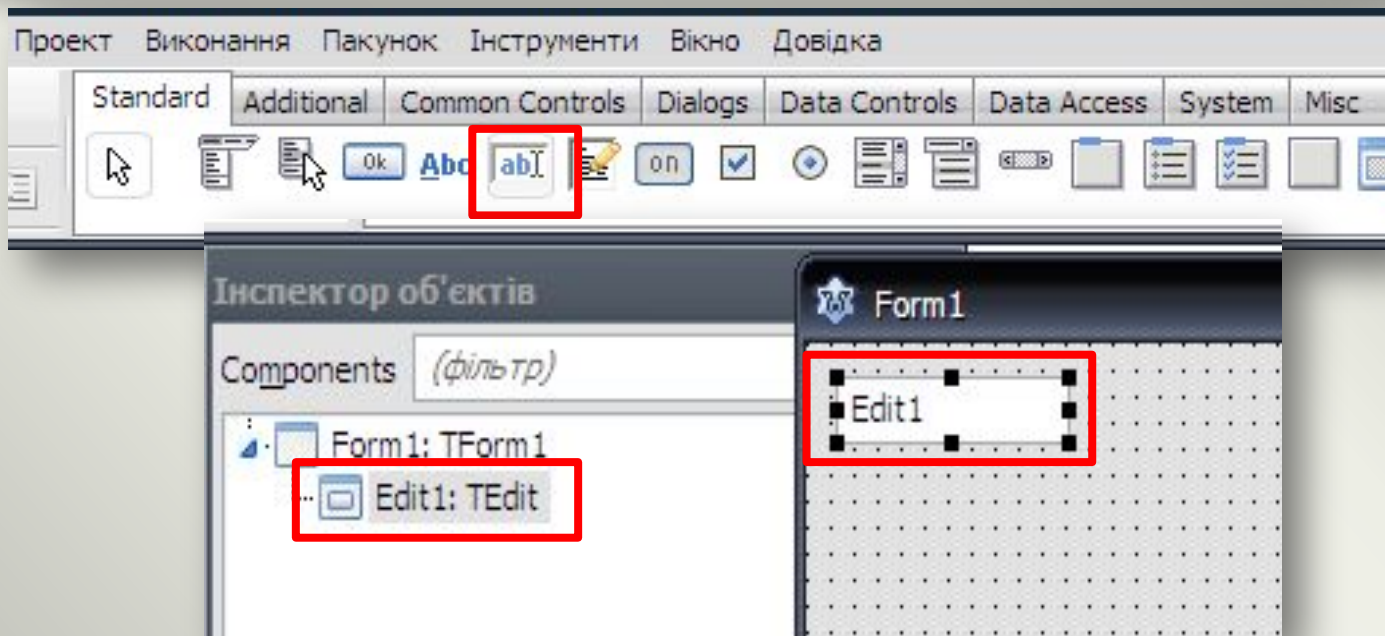 Проект Виконання Пакунок Інструменти Вікно Довідка
Standard Additional Common Controls Dialogs Data Controls Data Access System Misc
Ok Abc abI on
Інспектор об'єктів
Form1
Components (фільтр)
Edit1
Form1: TForm1
Edit1: TEdit